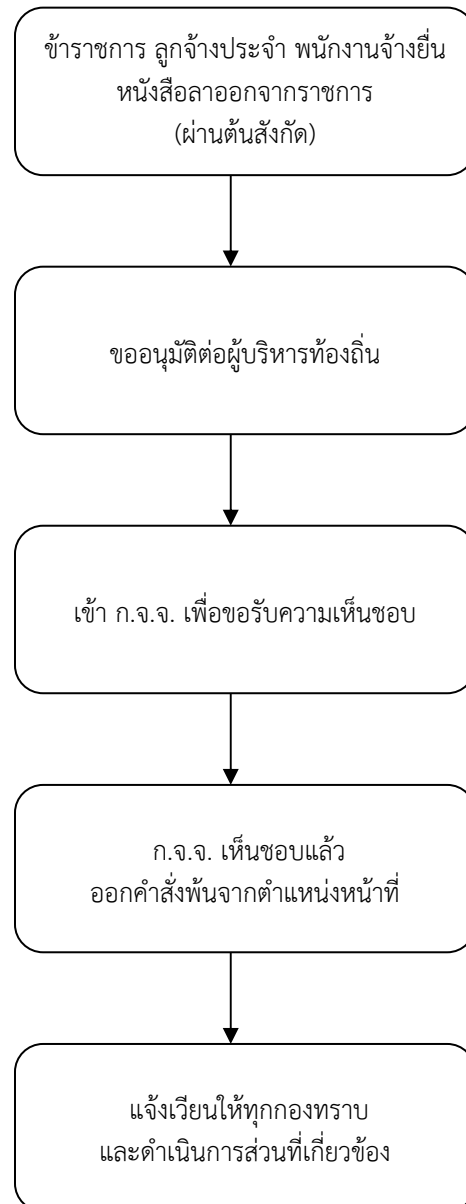 ข้าราชการ ลูกจ้างประจำ พนักงานจ้างยื่น
หนังสือลาออกจากราชการ
(ผ่านต้นสังกัด)
ขออนุมัติต่อผู้บริหารท้องถิ่น
เข้า ก.จ.จ. เพื่อขอรับความเห็นชอบ
ก.จ.จ. เห็นชอบแล้ว
ออกคำสั่งพ้นจากตำแหน่งหน้าที่
แจ้งเวียนให้ทุกกองทราบ
และดำเนินการส่วนที่เกี่ยวข้อง